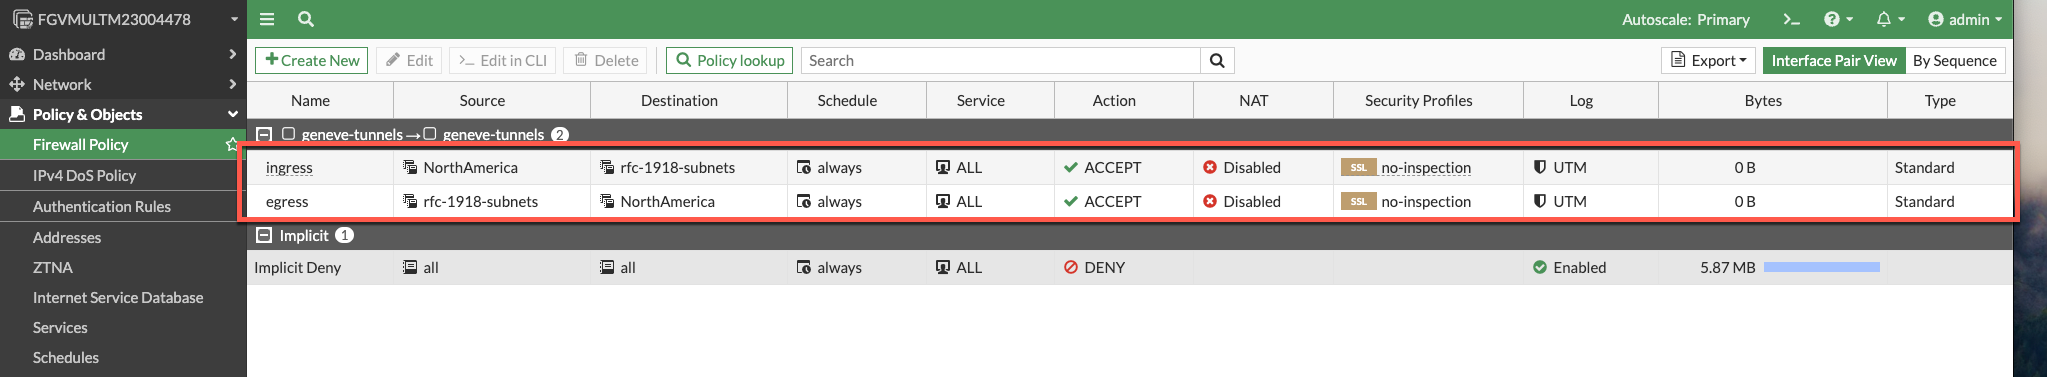 FGVMULTM23004478
Autoscale: Primary
admin
Dashboard
Network
Policy & Objects
Firewall Policy
IPv4 DoS Policy
Authentication Rules
Addresses
ZTNA
Internet Service Database
Services
Schedules
Create New Edit Edit in CLI Delete Policy lookup Search Export Interface Pair View By Sequence
Name Source Destination Schedule Service Action NAT Security Profiles Log Bytes Type
geneve-tunnels → geneve-tunnels 2
ingress NorthAmerica rfc-1918-subnets always ALL ACCEPT Disabled SSL no-inspection UTM 0 B Standard
egress rfc-1918-subnets NorthAmerica always ALL ACCEPT Disabled SSL no-inspection UTM 0 B Standard
Implicit 1
Implicit Deny all all always ALL DENY Enabled 5.87 MB